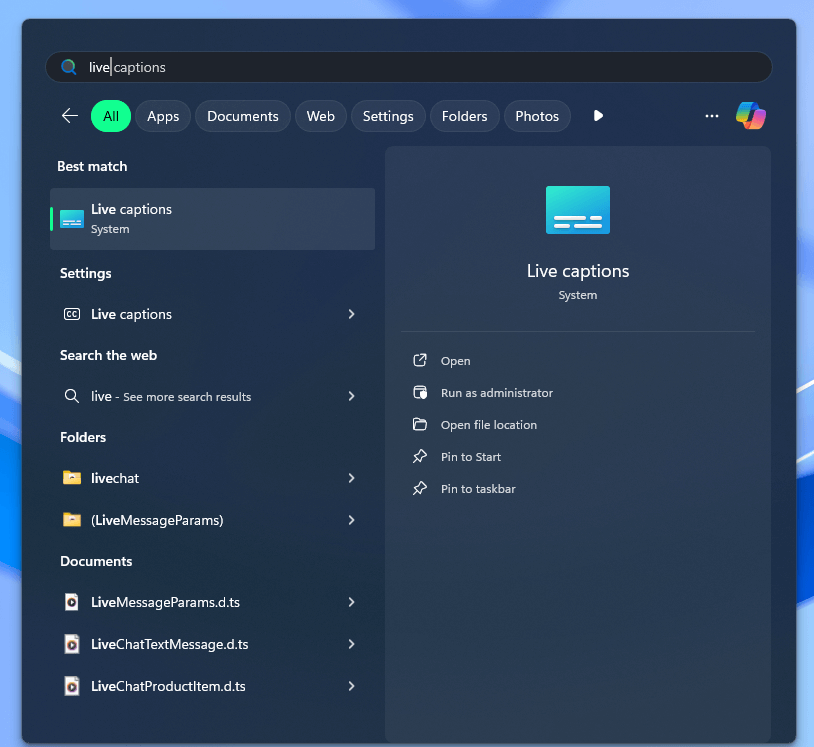 live captions
All
Apps
Documents
Web
Settings
Folders
Photos
Best match
Live captions
System
Settings
CC Live captions
Search the web
live - See more search results
Folders
livechat
(LiveMessageParams)
Documents
LiveMessageParams.d.ts
LiveChatTextMessage.d.ts
LiveChatProductItem.d.ts
Live captions
System
Open
Run as administrator
Open file location
Pin to Start
Pin to taskbar